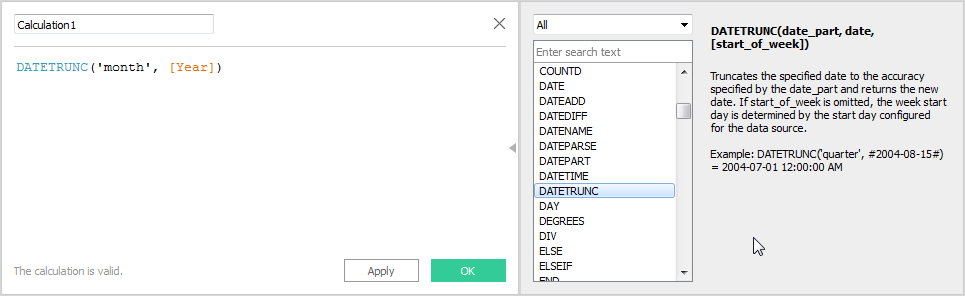 Calculation1
DATETRUNC('month', [Year])
The calculation is valid.
Apply
OK
All
Enter search text
COUNTD
DATE
DATEADD
DATEDIFF
DATENAME
DATEPARSE
DATEPART
DATETIME
DATETRUNC
DAY
DEGREES
DIV
ELSE
ELSEIF
END
DATETRUNC(date_part, date,
[start_of_week])
Truncates the specified date to the accuracy
specified by the date_part and returns the new
date. If start_of_week is omitted, the week start
day is determined by the start day configured
for the data source.
Example: DATETRUNC('quarter', #2004-08-15#)
= 2004-07-01 12:00:00 AM